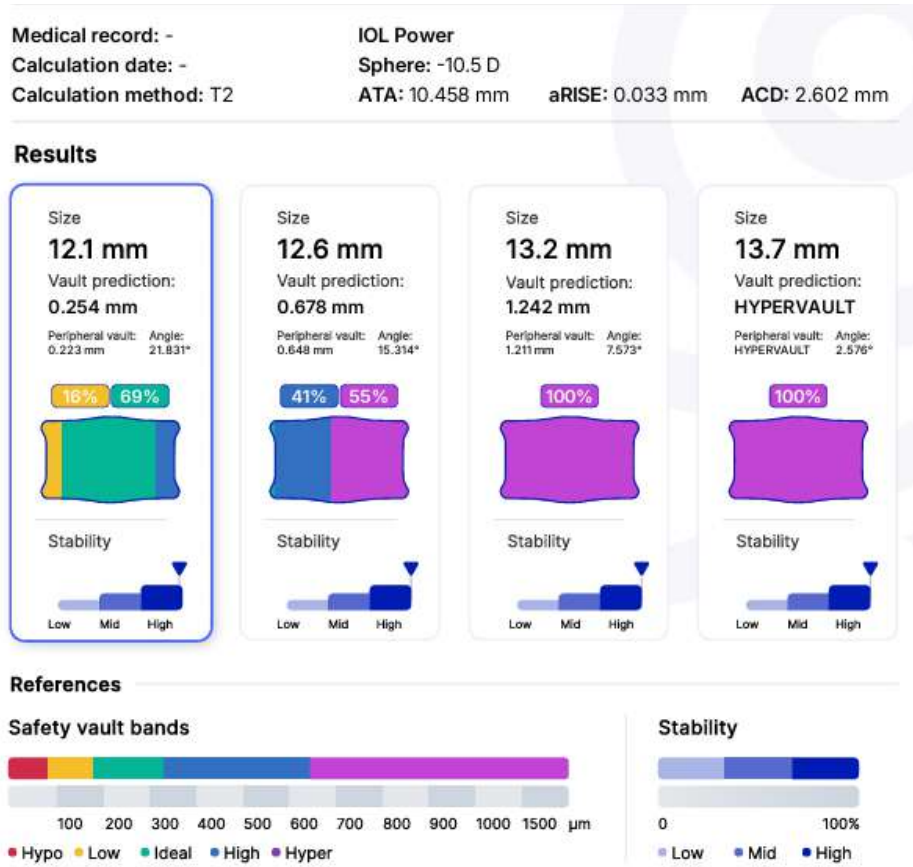 Medical record: -
IOL Power
Calculation date: -
Sphere: -10.5 D
Calculation method: T2
ATA: 10.458 mm aRISE: 0.033 mm ACD: 2.602 mm
Results
Size
12.1 mm
Vault prediction:
0.254 mm
Peripheral vault: Angle:
0.223 mm 21.831°
16% 69%
Stability
Low Mid High
Size
12.6 mm
Vault prediction:
0.678 mm
Peripheral vault: Angle:
0.648 mm 15.314°
41% 55%
Stability
Low Mid High
Size
13.2 mm
Vault prediction:
1.242 mm
Peripheral vault: Angle:
1.211 mm 7.573°
100%
Stability
Low Mid High
Size
13.7 mm
Vault prediction:
HYPERVAULT
Peripheral vault: Angle:
HYPERVAULT 2.576°
100%
Stability
Low Mid High
References
Safety vault bands
100 200 300 400 500 600 700 800 900 1000 1500 µm
Hypo Low Ideal High Hyper
Stability
0 100%
Low Mid High